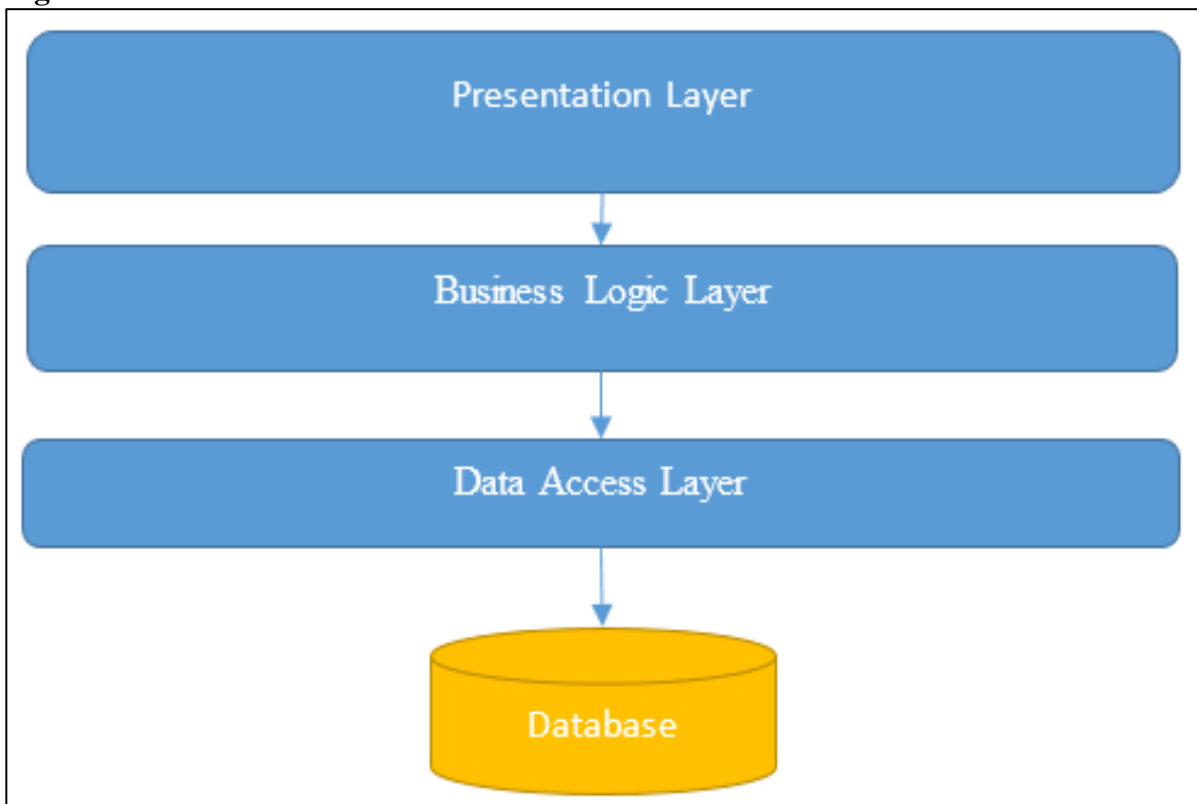 Presentation Layer
Business Logic Layer
Data Access Layer
Database